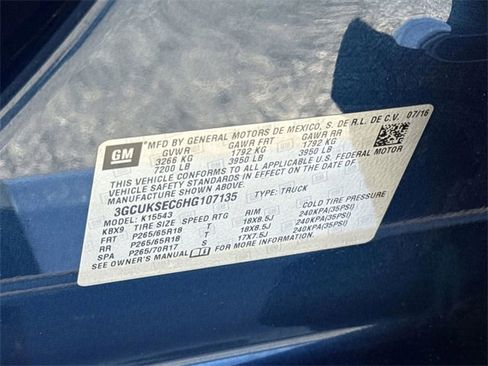 GM
MFD BY GENERAL MOTORS DE MEXICO, S. DE R.L. DE C.V. 07/16
GVWR GAWR FRT GAWR RR
3266 KG 1792 KG 1792 KG
7200 LB 3950 LB 3950 LB
THIS VEHICLE CONFORMS TO ALL APPLICABLE U.S.
FEDERAL MOTOR VEHICLE SAFETY STANDARDS
IN EFFECT ON THE DATE OF
MANUFACTURE SHOWN ABOVE.
3GCUKSEC6HG107135 TYPE: TRUCK
MODEL: K15543
KBX9 TIRE SIZE SPEED RTG RIM COLD TIRE PRESSURE
FRT P265/65R18 T 18X8.5J 240KPA(35PSI)
RR P265/65R18 T 18X8.5J 240KPA(35PSI)
SPA P265/70R17 T 17X7.5J 240KPA(35PSI)
SEE OWNER'S MANUAL